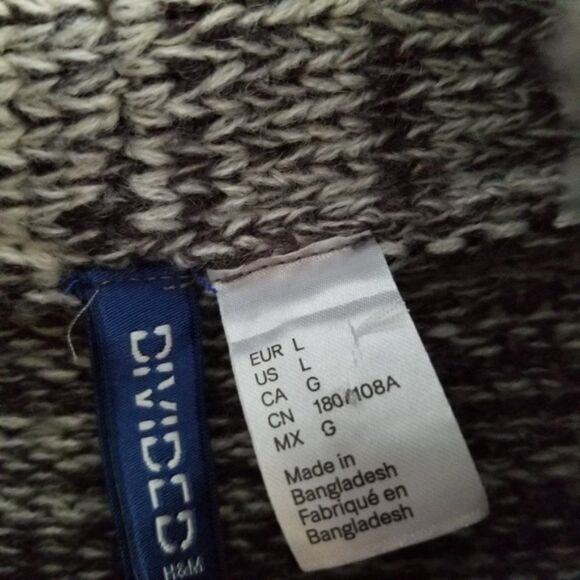 DIVIDED
H&M
EUR L
US L
CA G
CN 180/108A
MX G
Made in
Bangladesh
Fabriqué en
Bangladesh